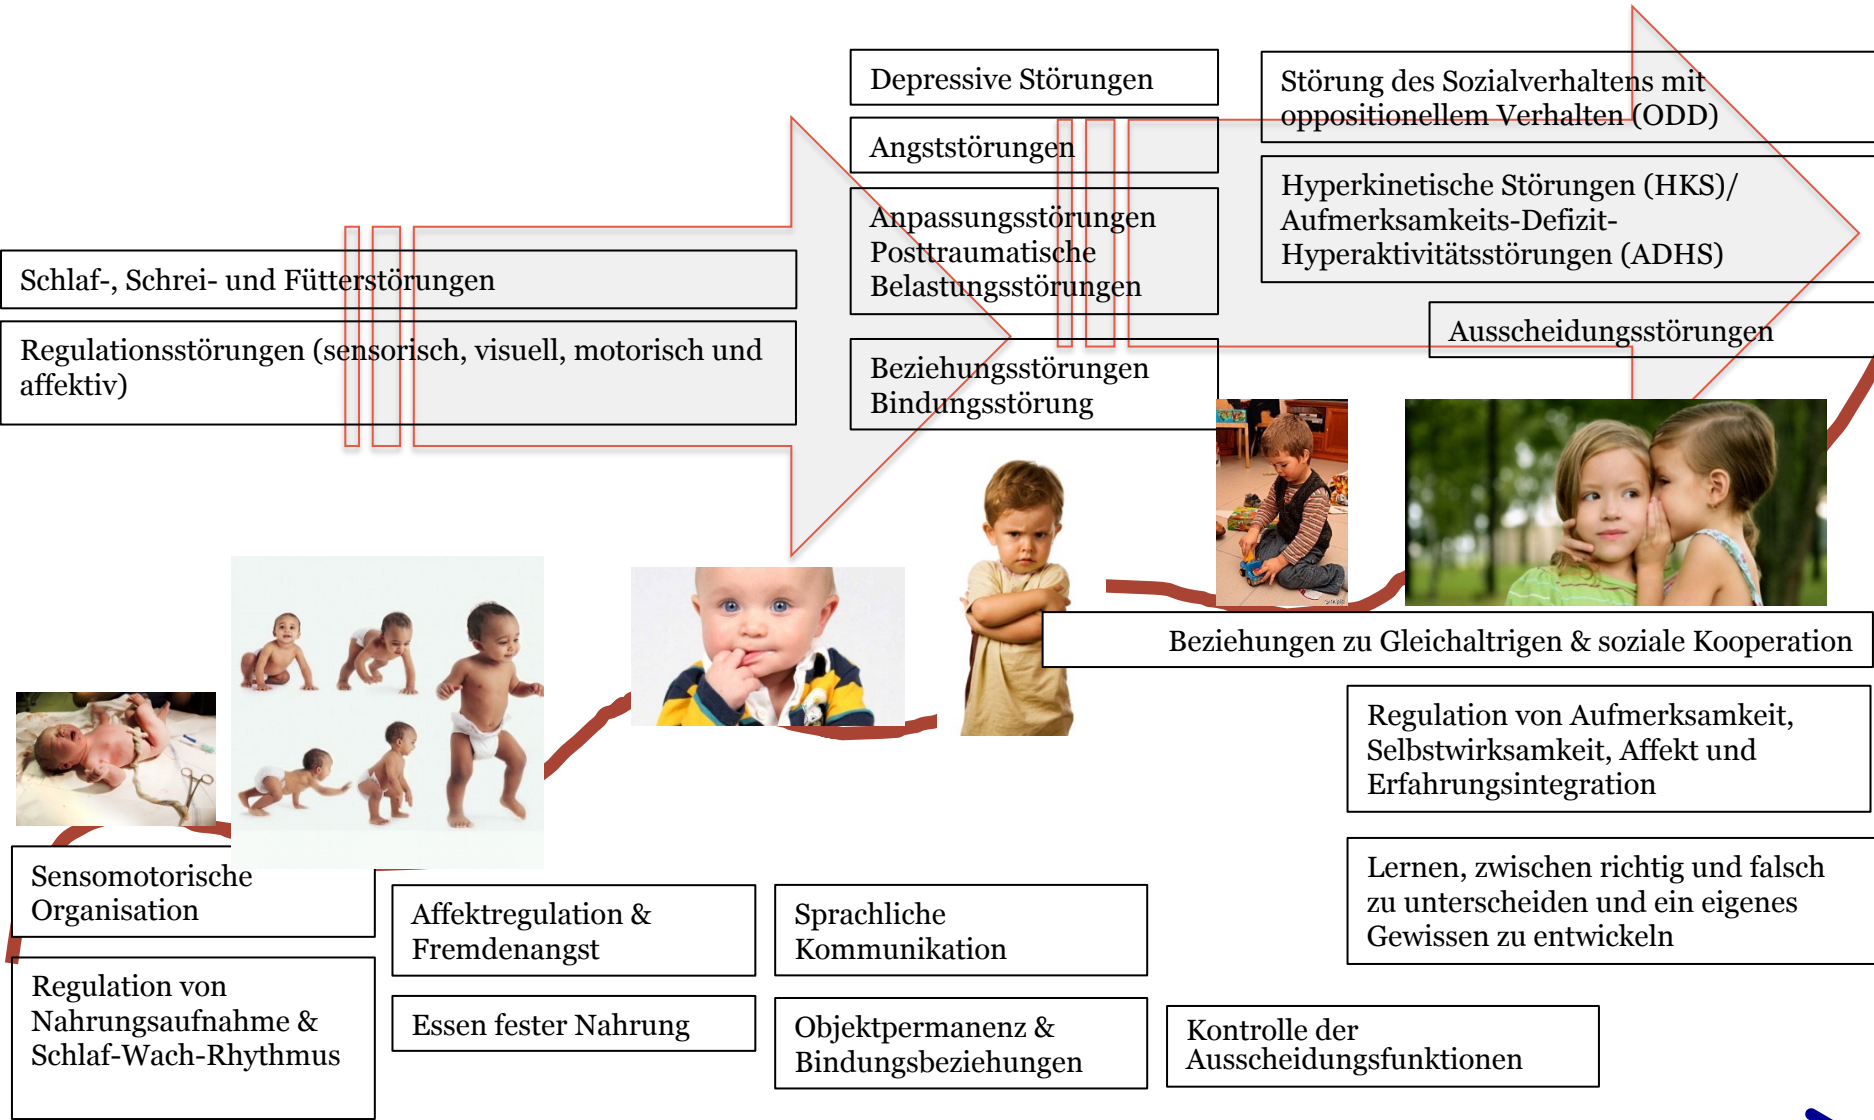 Depressive Störungen
Angststörungen
Anpassungsstörungen
Posttraumatische
Belastungsstörungen
Beziehungsstörungen
Bindungsstörung
Störung des Sozialverhaltens mit
oppositionellem Verhalten (ODD)
Hyperkinetische Störungen (HKS)/
Aufmerksamkeits-Defizit-
Hyperaktivitätsstörungen (ADHS)
Ausscheidungsstörungen
Schlaf-, Schrei- und Fütterstörungen
Regulationsstörungen (sensorisch, visuell, motorisch und
affektiv)
Beziehungen zu Gleichaltrigen & soziale Kooperation
Regulation von Aufmerksamkeit,
Selbstwirksamkeit, Affekt und
Erfahrungsintegration
Lernen, zwischen richtig und falsch
zu unterscheiden und ein eigenes
Gewissen zu entwickeln
Sensomotorische
Organisation
Regulation von
Nahrungsaufnahme &
Schlaf-Wach-Rhythmus
Affektregulation &
Fremdenangst
Essen fester Nahrung
Sprachliche
Kommunikation
Objektpermanenz &
Bindungsbeziehungen
Kontrolle der
Ausscheidungsfunktionen